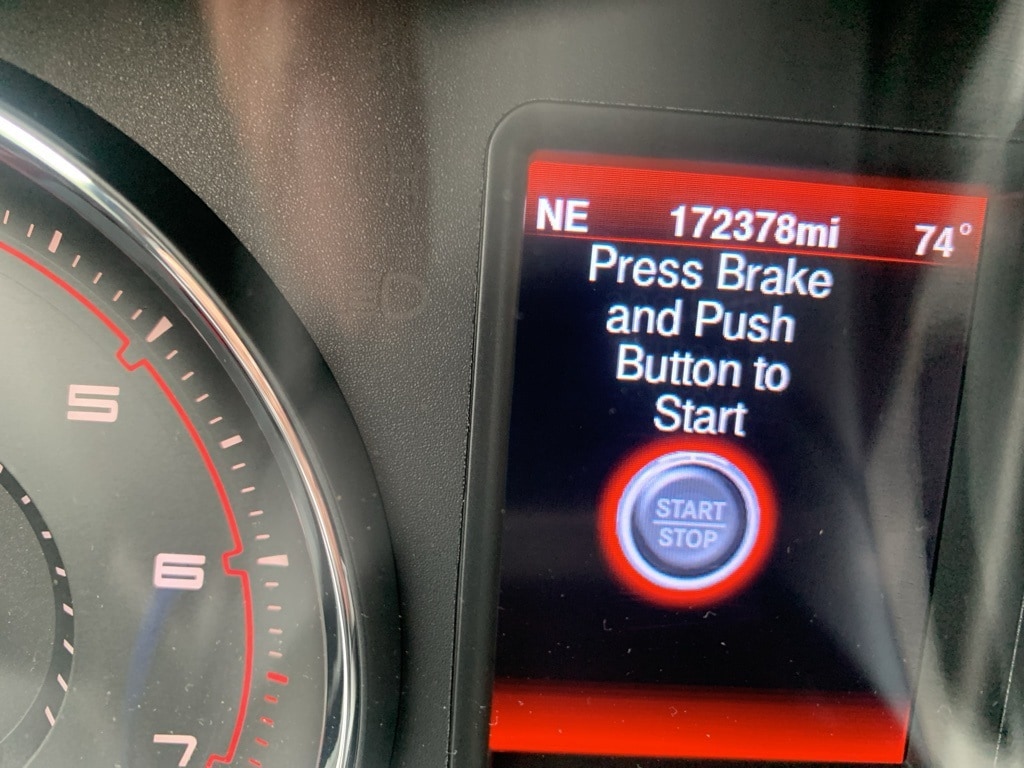 NE 172378mi 74°
Press Brake
and Push
Button to
Start
START
STOP
5
6
7